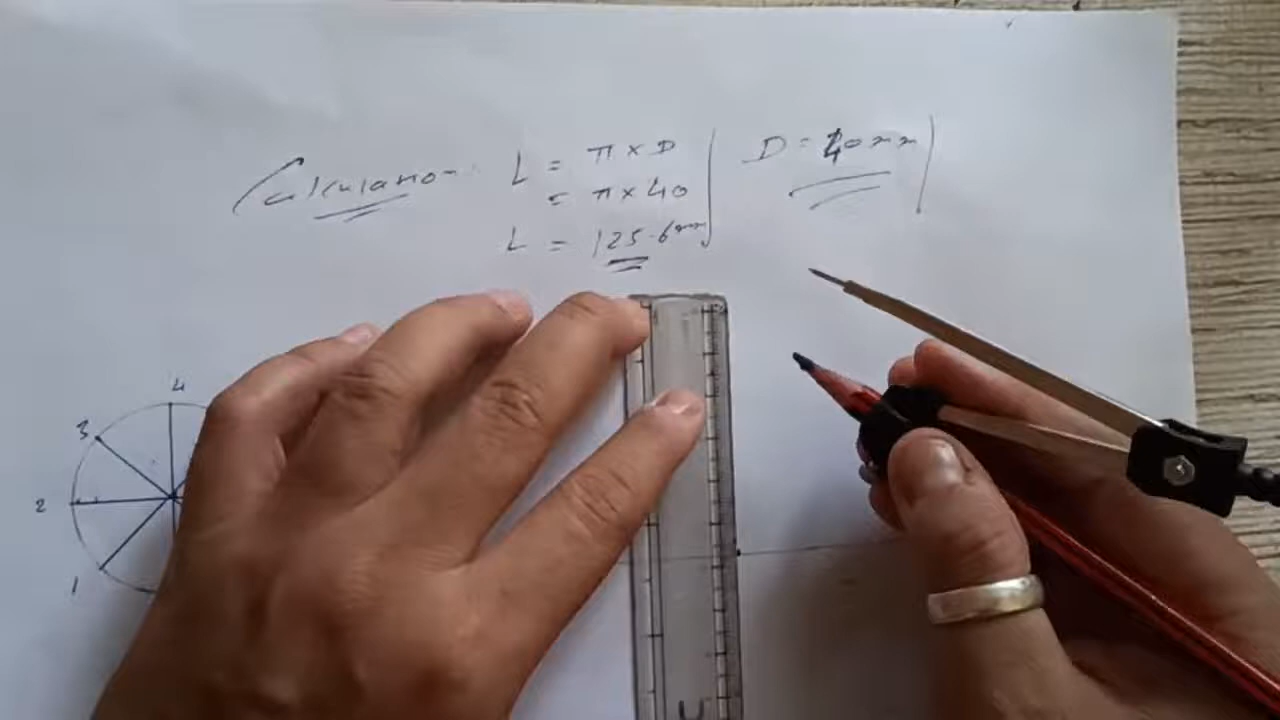 Calculation: L = π × D
= π × 40
L = 125.6mm
D = 40mm
4
3
2
1